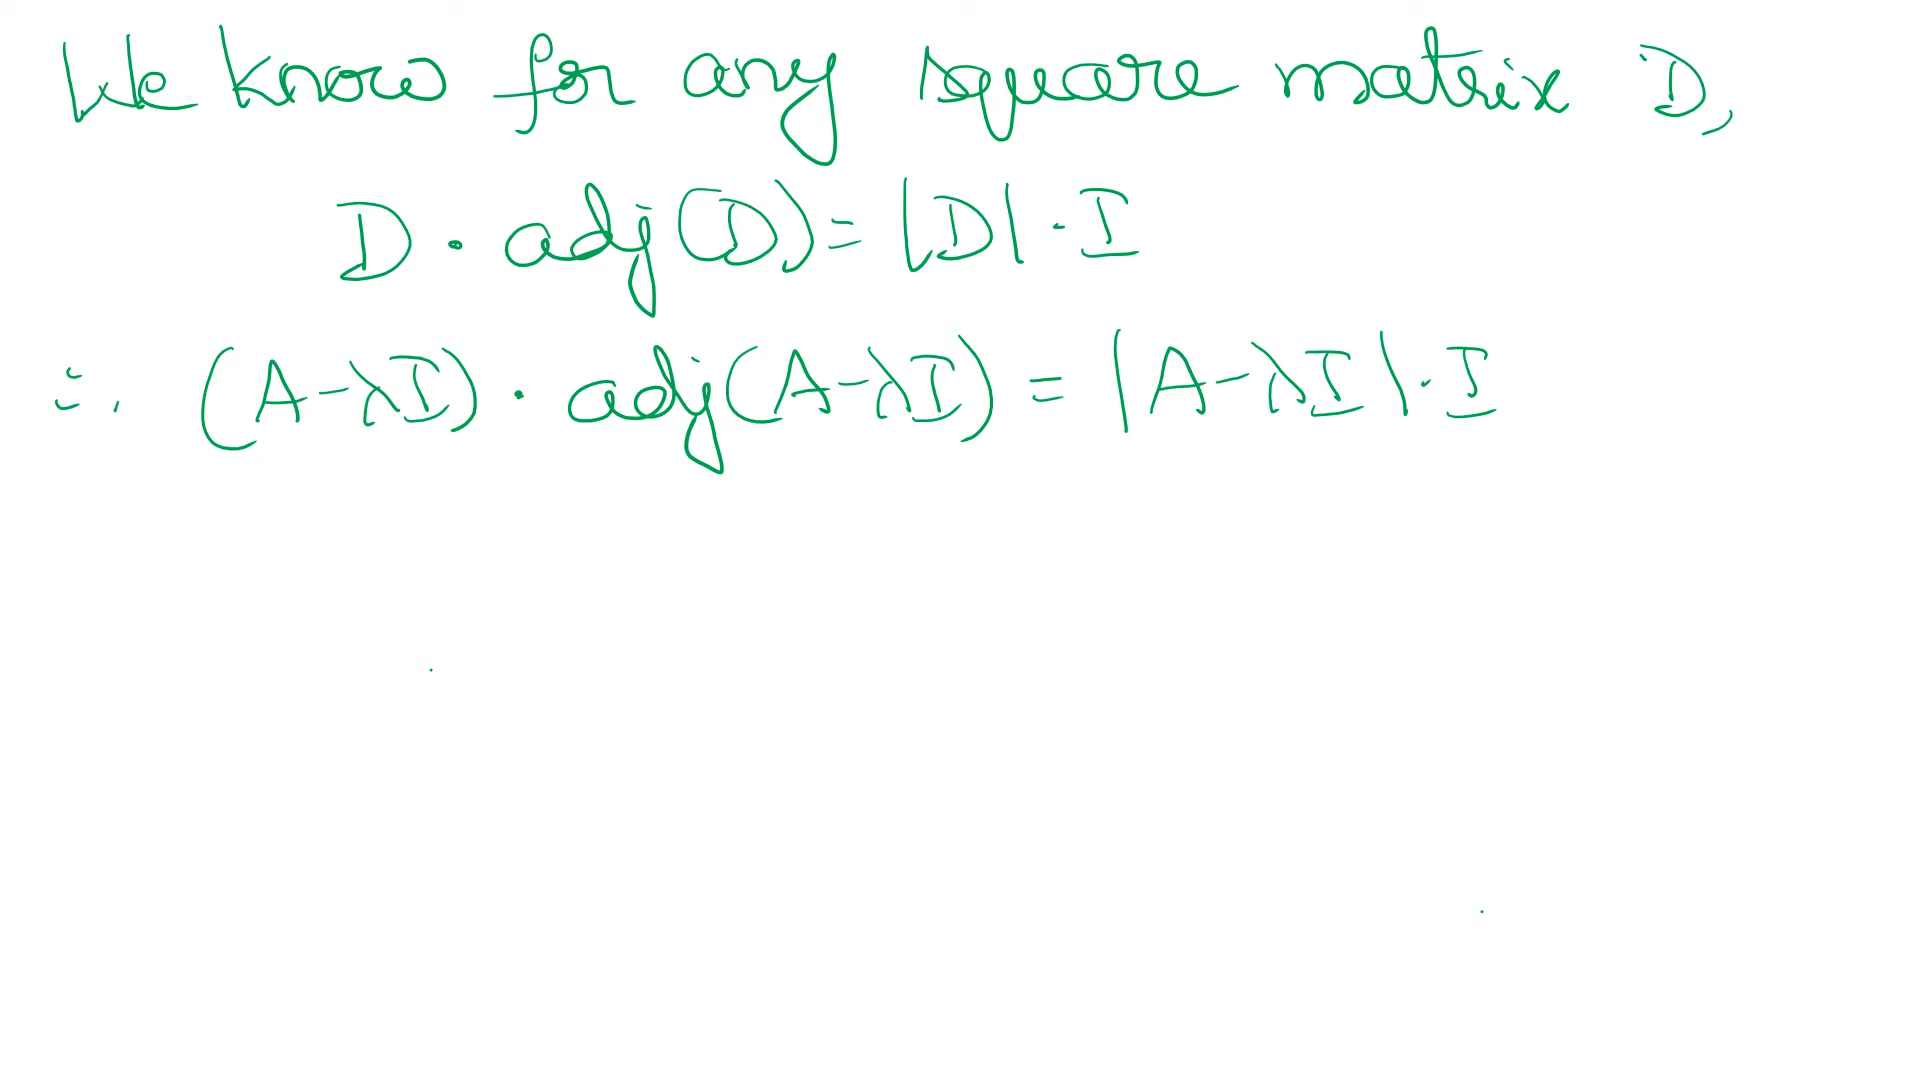 We know for any square matrix D,
D · adj(D) = |D| · I
∴ (A-λI) · adj(A-λI) = |A-λI| · I